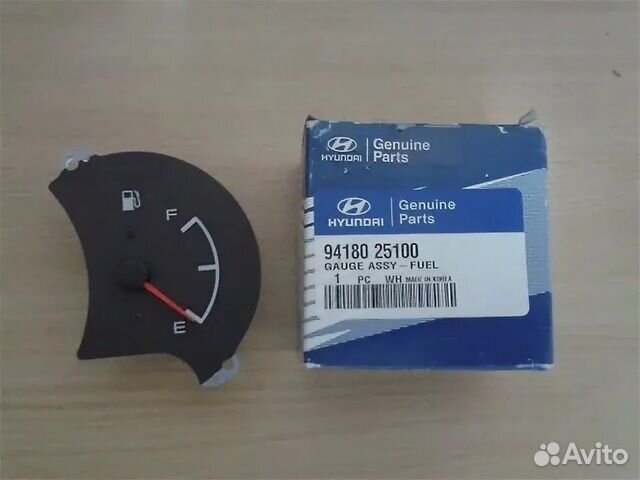 F
E
HYUNDAI
Genuine
Parts
HYUNDAI
Genuine
Parts
94180 25100
GAUGE ASSY-FUEL
1 PC WH MADE IN KOREA
Avito